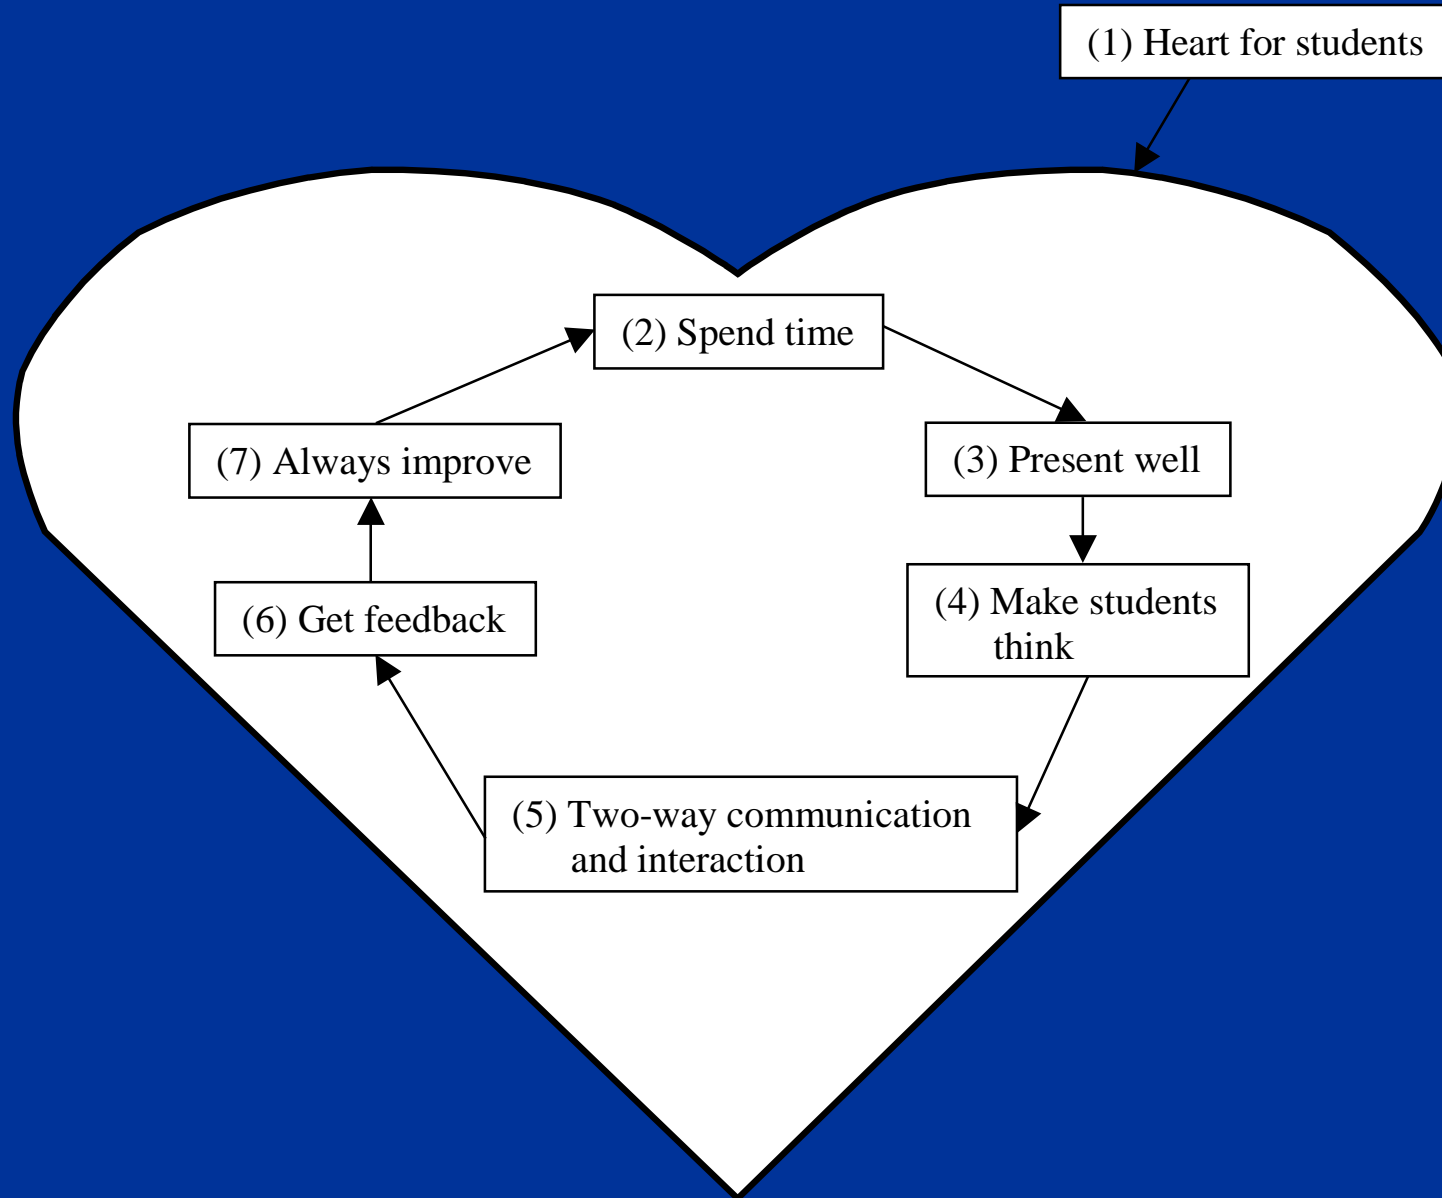 (1) Heart for students
(2) Spend time
(3) Present well
(4) Make students
think
(5) Two-way communication
and interaction
(6) Get feedback
(7) Always improve